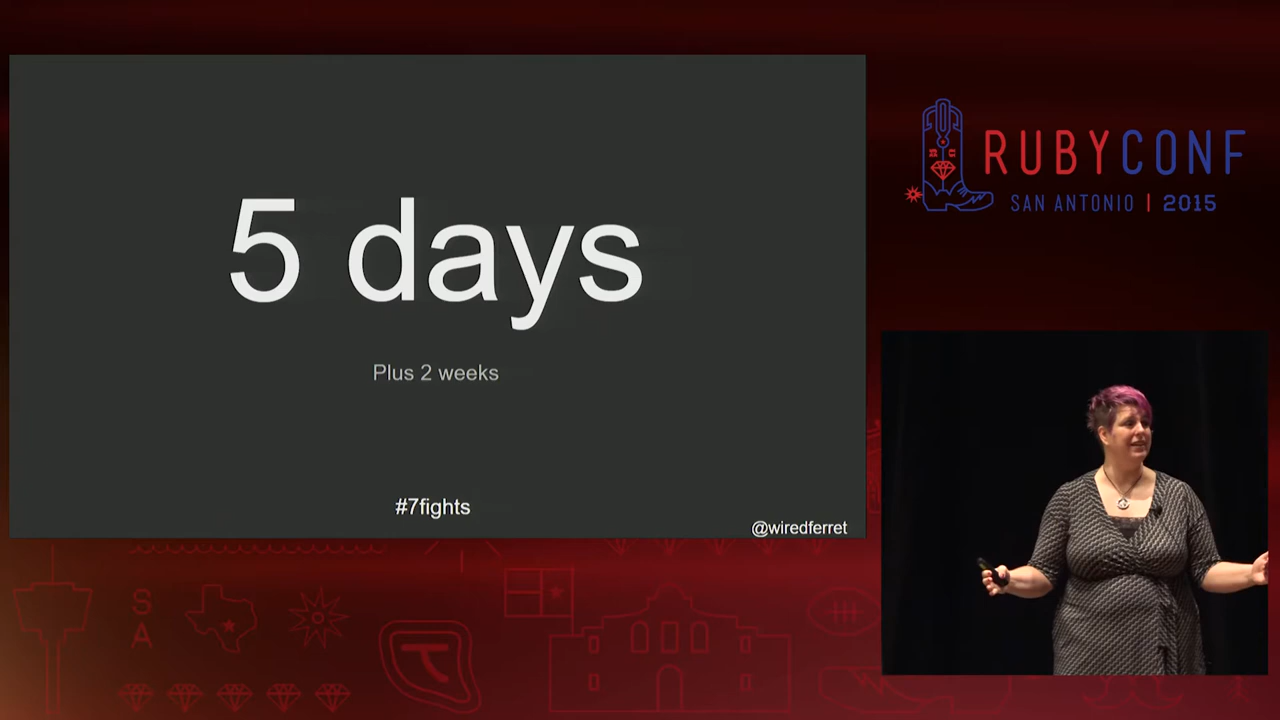 5 days
Plus 2 weeks
#7fights
@wiredferret
RUBYCONF
SAN ANTONIO | 2015
S
A